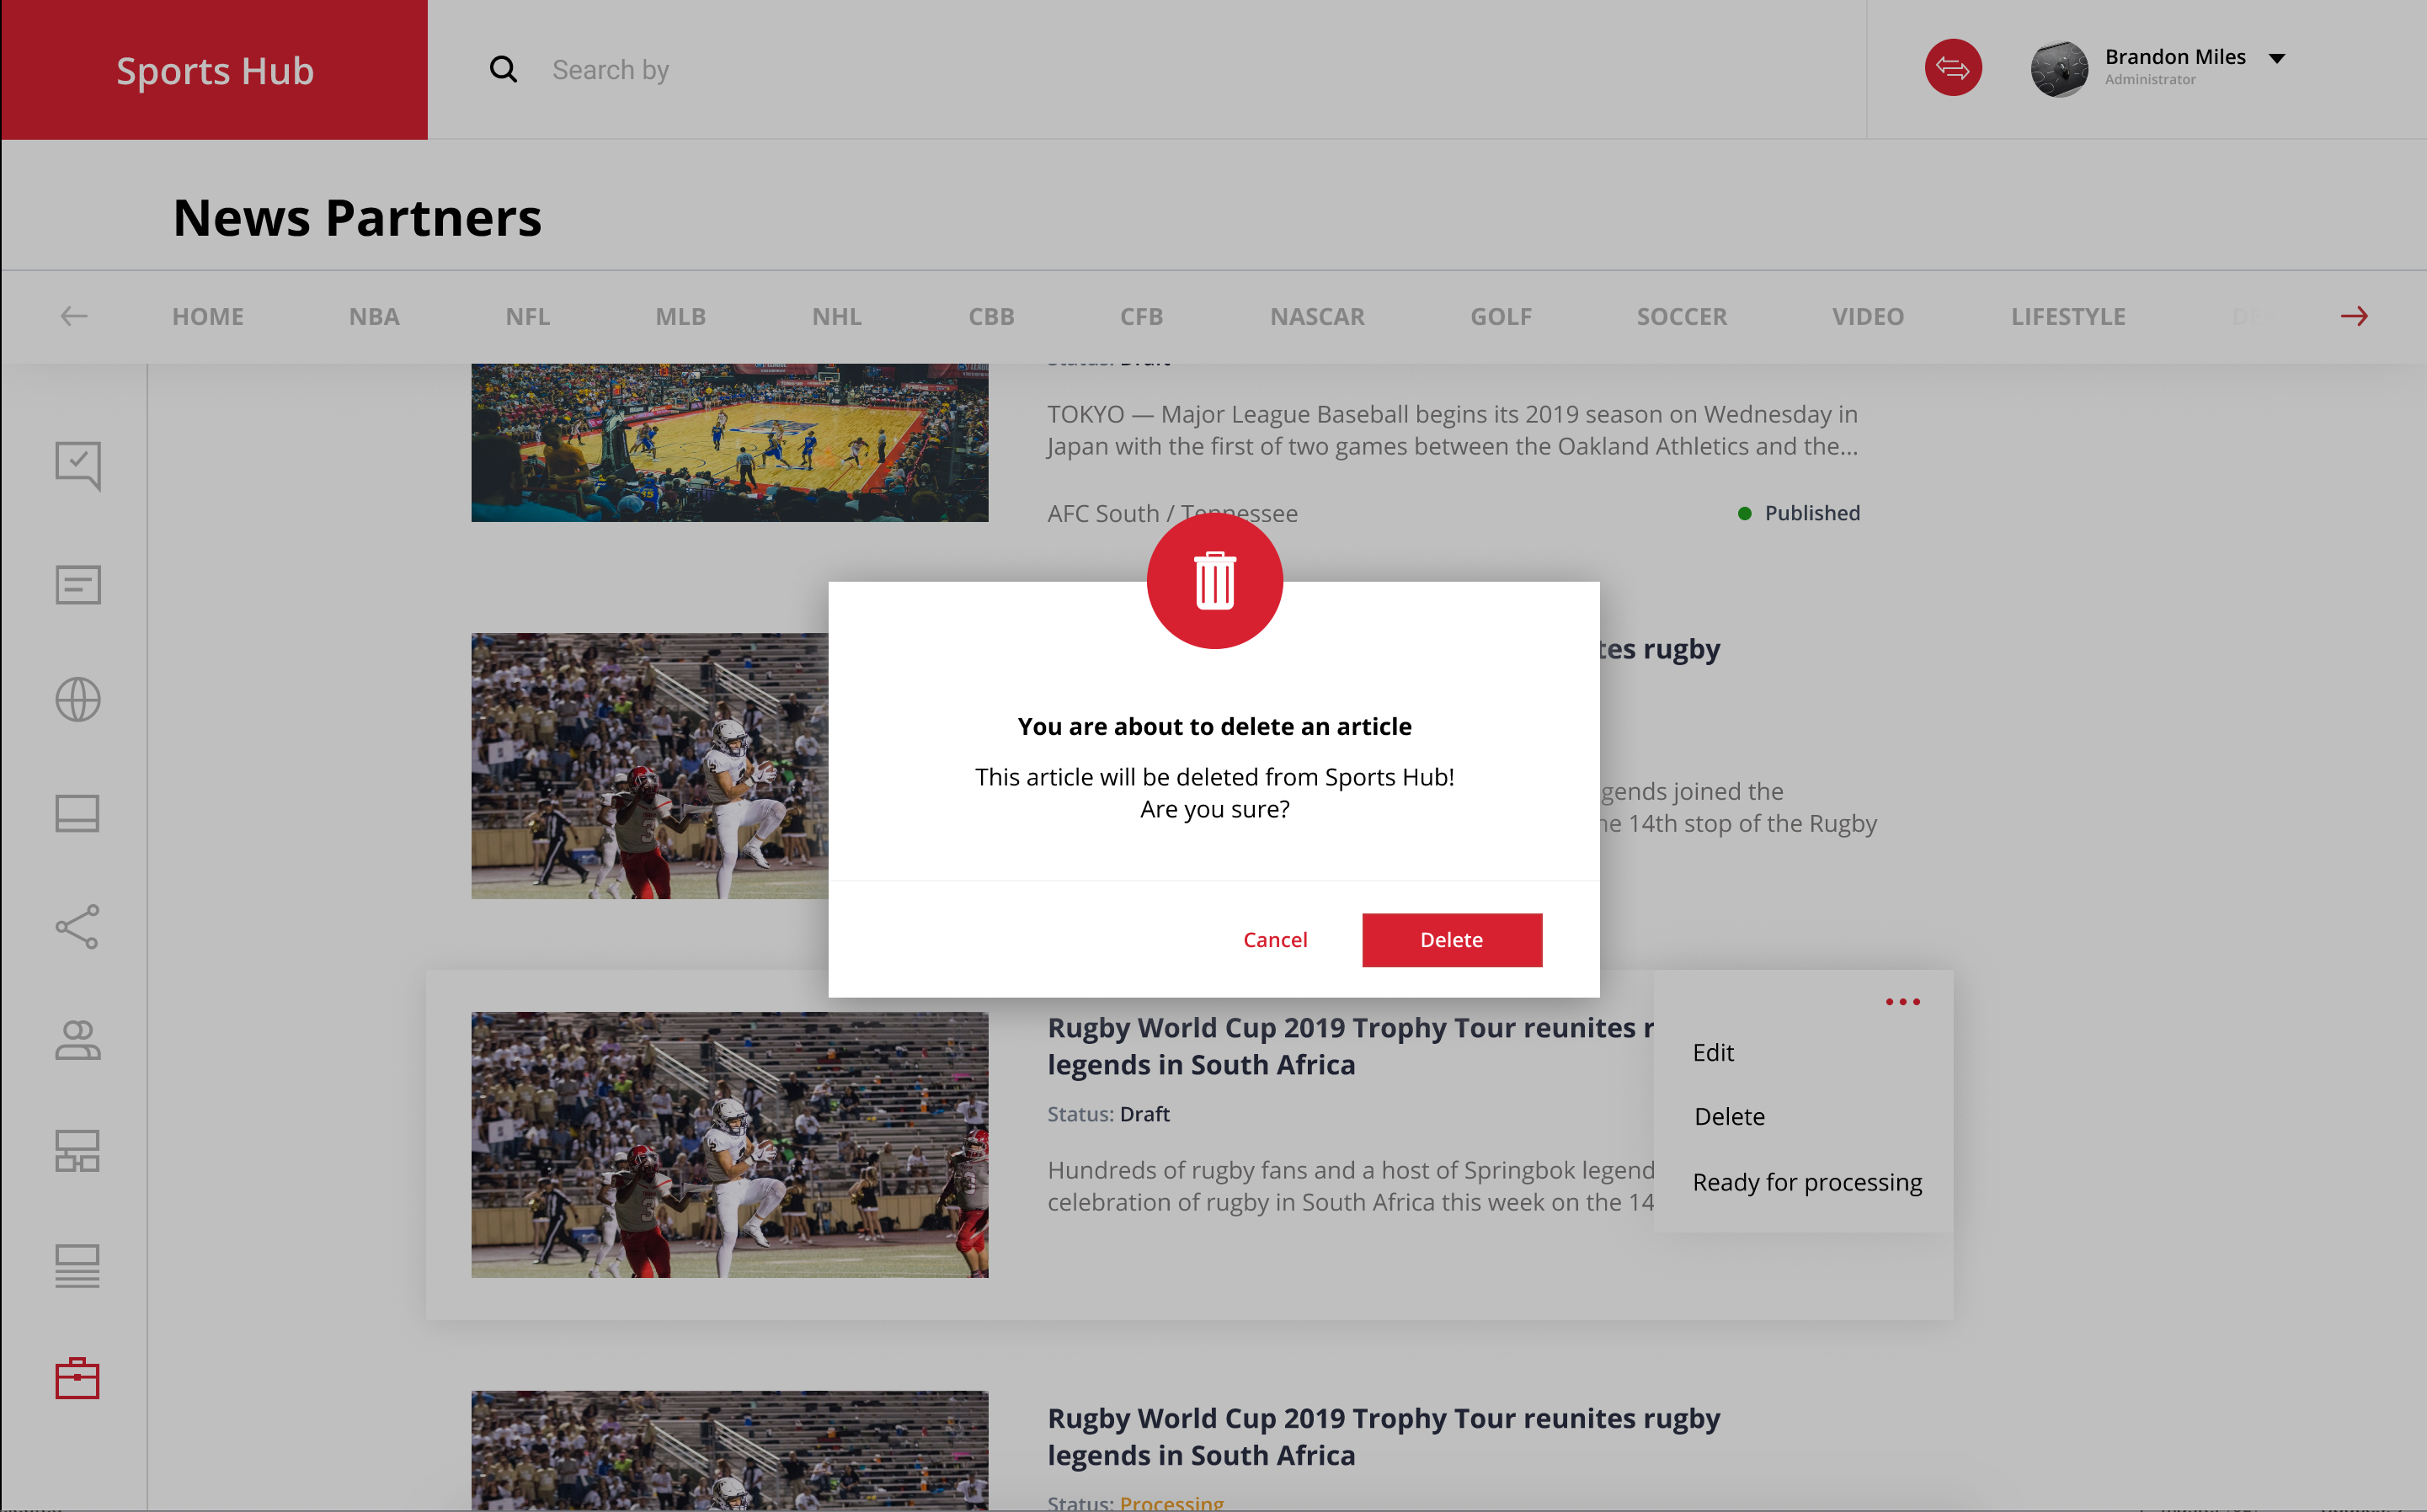 Sports Hub
Search by
Brandon Miles
Administrator
News Partners
HOME NBA NFL MLB NHL CBB CFB NASCAR GOLF SOCCER VIDEO LIFESTYLE
Status: Draft
TOKYO — Major League Baseball begins its 2019 season on Wednesday in
Japan with the first of two games between the Oakland Athletics and the...
AFC South / Tennessee
Published
tes rugby
gends joined the
he 14th stop of the Rugby
You are about to delete an article
This article will be deleted from Sports Hub!
Are you sure?
Cancel
Delete
Rugby World Cup 2019 Trophy Tour reunites r
legends in South Africa
Status: Draft
Hundreds of rugby fans and a host of Springbok legend
celebration of rugby in South Africa this week on the 14
Edit
Delete
Ready for processing
Rugby World Cup 2019 Trophy Tour reunites rugby
legends in South Africa
Status: Processing